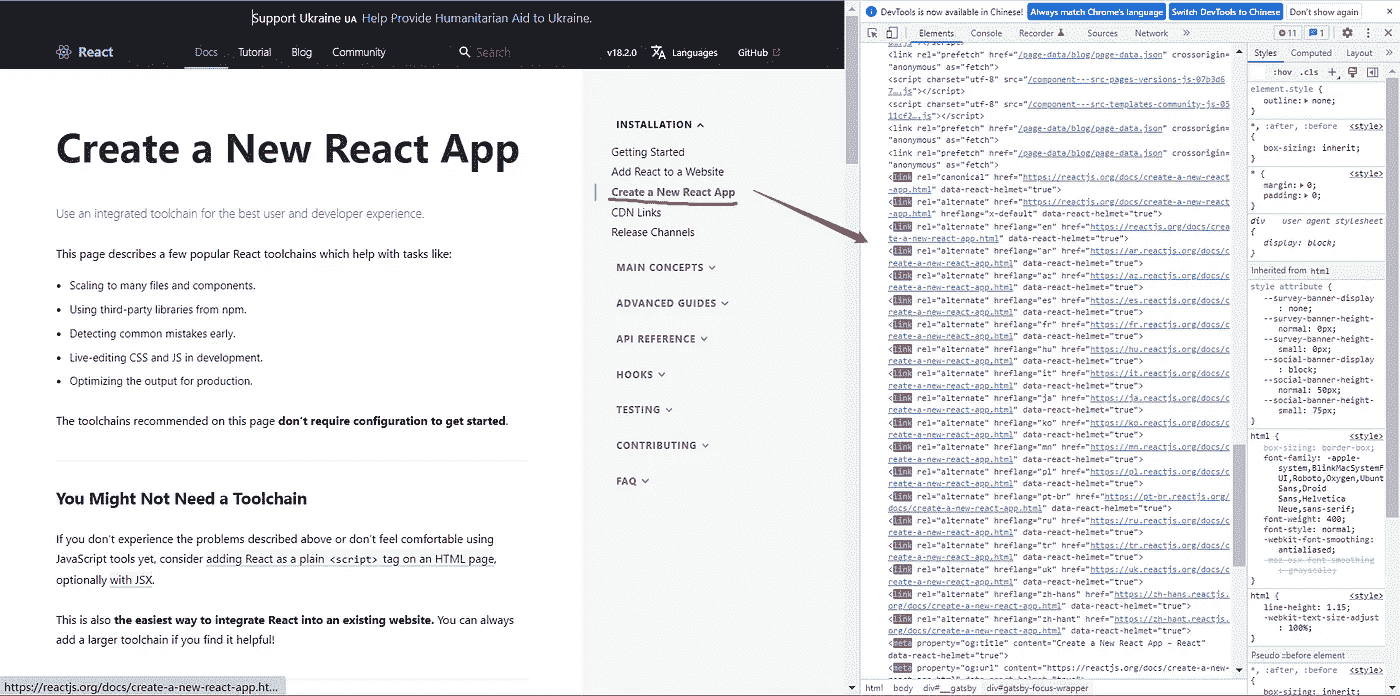 Support Ukraine UA Help Provide Humanitarian Aid to Ukraine.
React
Docs Tutorial Blog Community Search v18.2.0 Languages GitHub
Create a New React App
Use an integrated toolchain for the best user and developer experience.
This page describes a few popular React toolchains which help with tasks like:
• Scaling to many files and components.
• Using third-party libraries from npm.
• Detecting common mistakes early.
• Live-editing CSS and JS in development.
• Optimizing the output for production.
The toolchains recommended on this page don't require configuration to get started.
You Might Not Need a Toolchain
If you don't experience the problems described above or don't feel comfortable using
JavaScript tools yet, consider adding React as a plain <script> tag on an HTML page,
optionally with JSX.
This is also the easiest way to integrate React into an existing website. You can always
add a larger toolchain if you find it helpful!
https://reactjs.org/docs/create-a-new-react-app.ht...
INSTALLATION
Getting Started
Add React to a Website
Create a New React App
CDN Links
Release Channels
MAIN CONCEPTS
ADVANCED GUIDES
API REFERENCE
HOOKS
TESTING
CONTRIBUTING
FAQ
DevTools is now available in Chinese! Always match Chrome's language Switch DevTools to Chinese Don't show again
Elements Console Recorder Sources Network » 11 1
<link rel="prefetch" href="/page-data/blog/page-data.json" crossorigin=
"anonymous" as="fetch">
<script charset="utf-8" src="/component---src-pages-versions-js-07b3d6
7….js"></script>
<script charset="utf-8" src="/component---src-templates-community-js-05
11cf2….js"></script>
<link rel="prefetch" href="/page-data/blog/page-data.json" crossorigin=
"anonymous" as="fetch">
<link rel="prefetch" href="/page-data/blog/page-data.json" crossorigin=
"anonymous" as="fetch">
<link rel="canonical" href="https://reactjs.org/docs/create-a-new-react
-app.html" data-react-helmet="true">
<link rel="alternate" href="https://reactjs.org/docs/create-a-new-react
-app.html" hreflang="x-default" data-react-helmet="true">
<link rel="alternate" hreflang="en" href="https://reactjs.org/docs/crea
te-a-new-react-app.html" data-react-helmet="true">
<link rel="alternate" hreflang="ar" href="https://ar.reactjs.org/docs/c
reate-a-new-react-app.html" data-react-helmet="true">
<link rel="alternate" hreflang="az" href="https://az.reactjs.org/docs/c
reate-a-new-react-app.html" data-react-helmet="true">
<link rel="alternate" hreflang="es" href="https://es.reactjs.org/docs/c
reate-a-new-react-app.html" data-react-helmet="true">
<link rel="alternate" hreflang="fr" href="https://fr.reactjs.org/docs/c
reate-a-new-react-app.html" data-react-helmet="true">
<link rel="alternate" hreflang="hu" href="https://hu.reactjs.org/docs/c
reate-a-new-react-app.html" data-react-helmet="true">
<link rel="alternate" hreflang="it" href="https://it.reactjs.org/docs/c
reate-a-new-react-app.html" data-react-helmet="true">
<link rel="alternate" hreflang="ja" href="https://ja.reactjs.org/docs/c
reate-a-new-react-app.html" data-react-helmet="true">
<link rel="alternate" hreflang="ko" href="https://ko.reactjs.org/docs/c
reate-a-new-react-app.html" data-react-helmet="true">
<link rel="alternate" hreflang="mn" href="https://mn.reactjs.org/docs/c
reate-a-new-react-app.html" data-react-helmet="true">
<link rel="alternate" hreflang="pl" href="https://pl.reactjs.org/docs/c
reate-a-new-react-app.html" data-react-helmet="true">
<link rel="alternate" hreflang="pt-br" href="https://pt-br.reactjs.org/
docs/create-a-new-react-app.html" data-react-helmet="true">
<link rel="alternate" hreflang="ru" href="https://ru.reactjs.org/docs/c
reate-a-new-react-app.html" data-react-helmet="true">
<link rel="alternate" hreflang="tr" href="https://tr.reactjs.org/docs/c
reate-a-new-react-app.html" data-react-helmet="true">
<link rel="alternate" hreflang="uk" href="https://uk.reactjs.org/docs/c
reate-a-new-react-app.html" data-react-helmet="true">
<link rel="alternate" hreflang="zh-hans" href="https://zh-hans.reactjs.
org/docs/create-a-new-react-app.html" data-react-helmet="true">
<link rel="alternate" hreflang="zh-hant" href="https://zh-hant.reactjs.
org/docs/create-a-new-react-app.html" data-react-helmet="true">
<meta property="og:title" content="Create a New React App – React"
data-react-helmet="true">
<meta property="og:url" content="https://reactjs.org/docs/create-a-new-
react-app.html" data-react-helmet="true">
html body div#___gatsby div#gatsby-focus-wrapper
Styles Computed Layout »
:hov .cls +
element.style {
outline: none;
}
*, :after, :before <style>
{
box-sizing: inherit;
}
* { <style>
margin: 0;
padding: 0;
}
div user agent stylesheet
{
display: block;
}
Inherited from html
style attribute {
--survey-banner-display
: none;
--survey-banner-height-
normal: 0px;
--survey-banner-height-
small: 0px;
--social-banner-display
: block;
--social-banner-height-
normal: 50px;
--social-banner-height-
small: 75px;
}
html { <style>
box-sizing: border-box;
font-family: -apple-
system,BlinkMacSystemF
UI,Roboto,Oxygen,Ubunt
Sans,Droid
Sans,Helvetica
Neue,sans-serif;
font-weight: 400;
font-style: normal;
-webkit-font-smoothing:
antialiased;
-moz-osx-font-smoothing
: grayscale;
}
html { <style>
line-height: 1.15;
-webkit-text-size-adjust
: 100%;
}
Pseudo ::before element
*, :after, :before <style>
{
box-sizing: inherit;